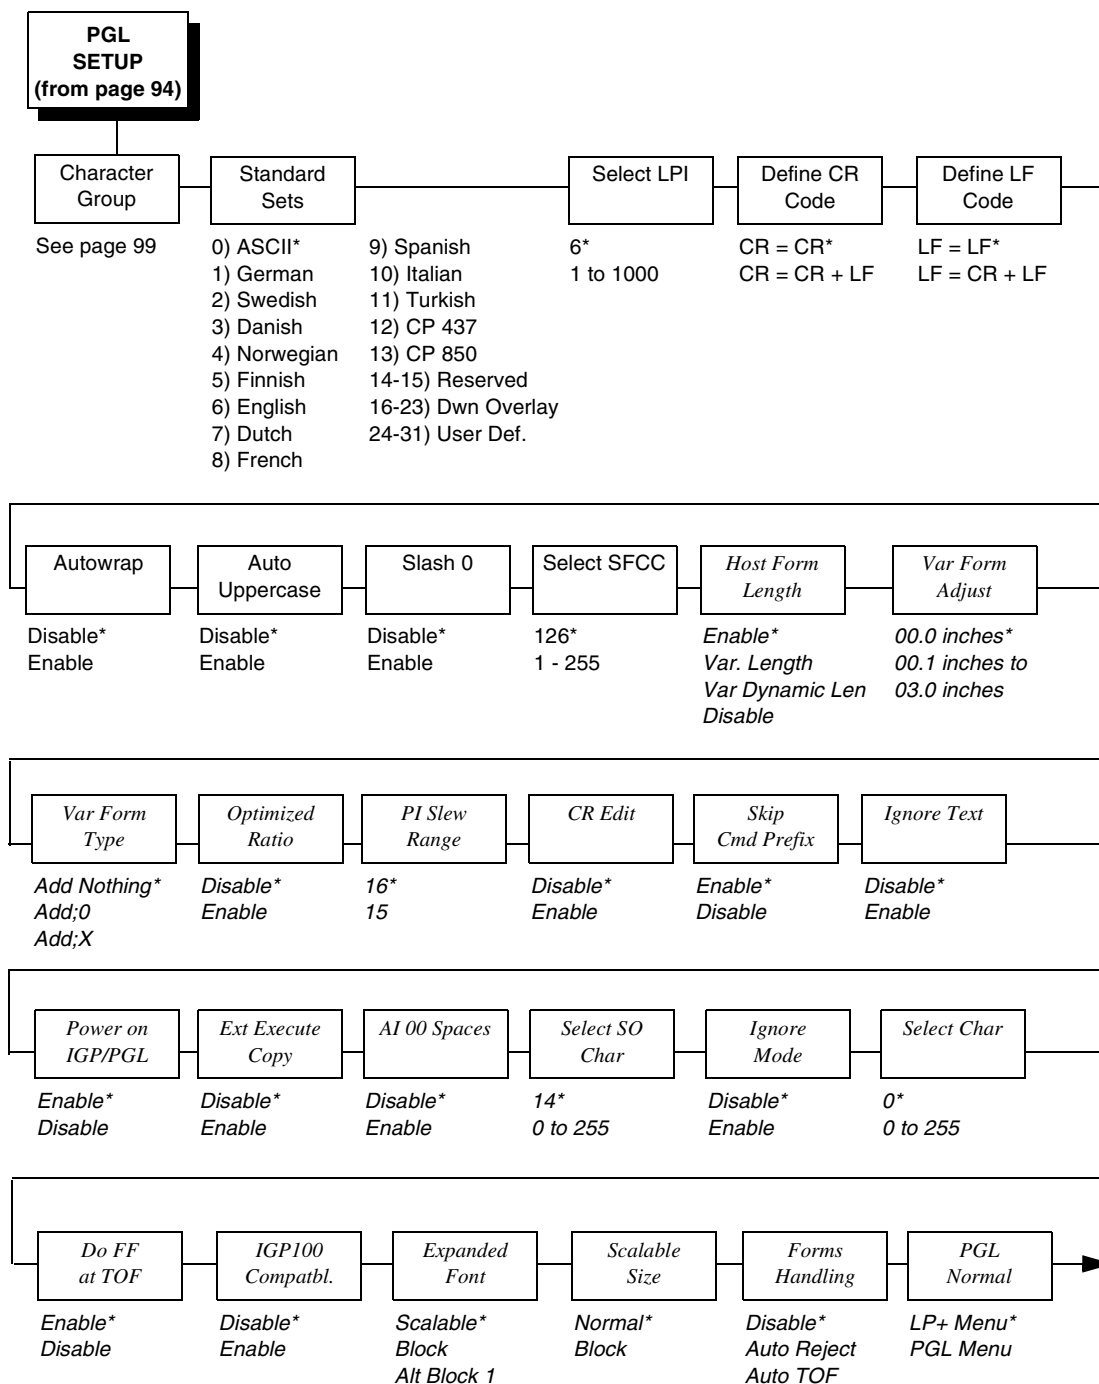 PGL
SETUP
(from page 94)
Character
Group
See page 99
Standard
Sets
0) ASCII*
1) German
2) Swedish
3) Danish
4) Norwegian
5) Finnish
6) English
7) Dutch
8) French
9) Spanish
10) Italian
11) Turkish
12) CP 437
13) CP 850
14-15) Reserved
16-23) Dwn Overlay
24-31) User Def.
Select LPI
6*
1 to 1000
Define CR
Code
CR = CR*
CR = CR + LF
Define LF
Code
LF = LF*
LF = CR + LF
Autowrap
Disable*
Enable
Auto
Uppercase
Disable*
Enable
Slash 0
Disable*
Enable
Select SFCC
126*
1 - 255
Host Form
Length
Enable*
Var. Length
Var Dynamic Len
Disable
Var Form
Adjust
00.0 inches*
00.1 inches to
03.0 inches
Var Form
Type
Add Nothing*
Add;0
Add;X
Optimized
Ratio
Disable*
Enable
PI Slew
Range
16*
15
CR Edit
Disable*
Enable
Skip
Cmd Prefix
Enable*
Disable
Ignore Text
Disable*
Enable
Power on
IGP/PGL
Enable*
Disable
Ext Execute
Copy
Disable*
Enable
AI 00 Spaces
Disable*
Enable
Select SO
Char
14*
0 to 255
Ignore
Mode
Disable*
Enable
Select Char
0*
0 to 255
Do FF
at TOF
Enable*
Disable
IGP100
Compatbl.
Disable*
Enable
Expanded
Font
Scalable*
Block
Alt Block 1
Scalable
Size
Normal*
Block
Forms
Handling
Disable*
Auto Reject
Auto TOF
PGL
Normal
LP+ Menu*
PGL Menu